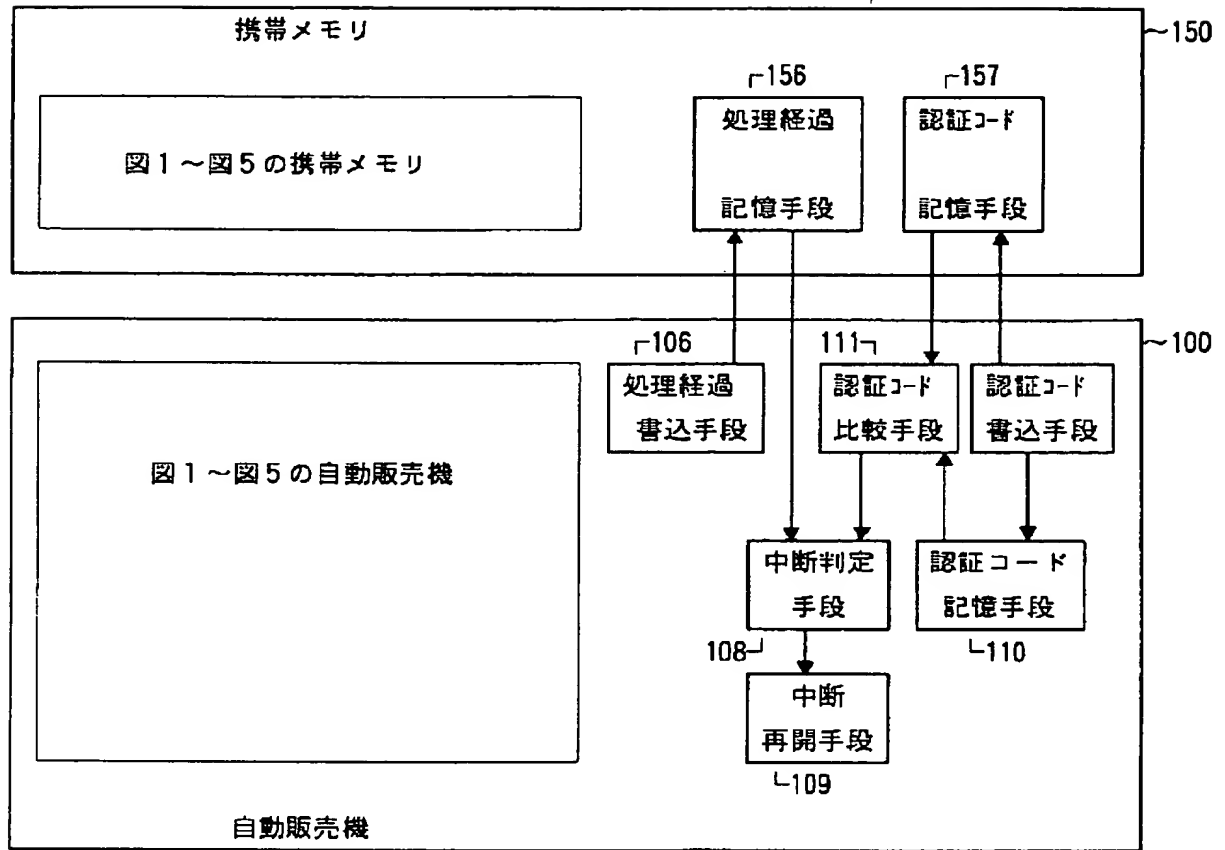 携帯メモリ
~150
156
157
図1~図5の携帯メモリ
処理経過
記憶手段
認証コード
記憶手段
~100
106
111
処理経過
書込手段
認証コード
比較手段
認証コード
書込手段
図1~図5の自動販売機
中断判定
手段
認証コード
記憶手段
108
110
中断
再開手段
109
自動販売機